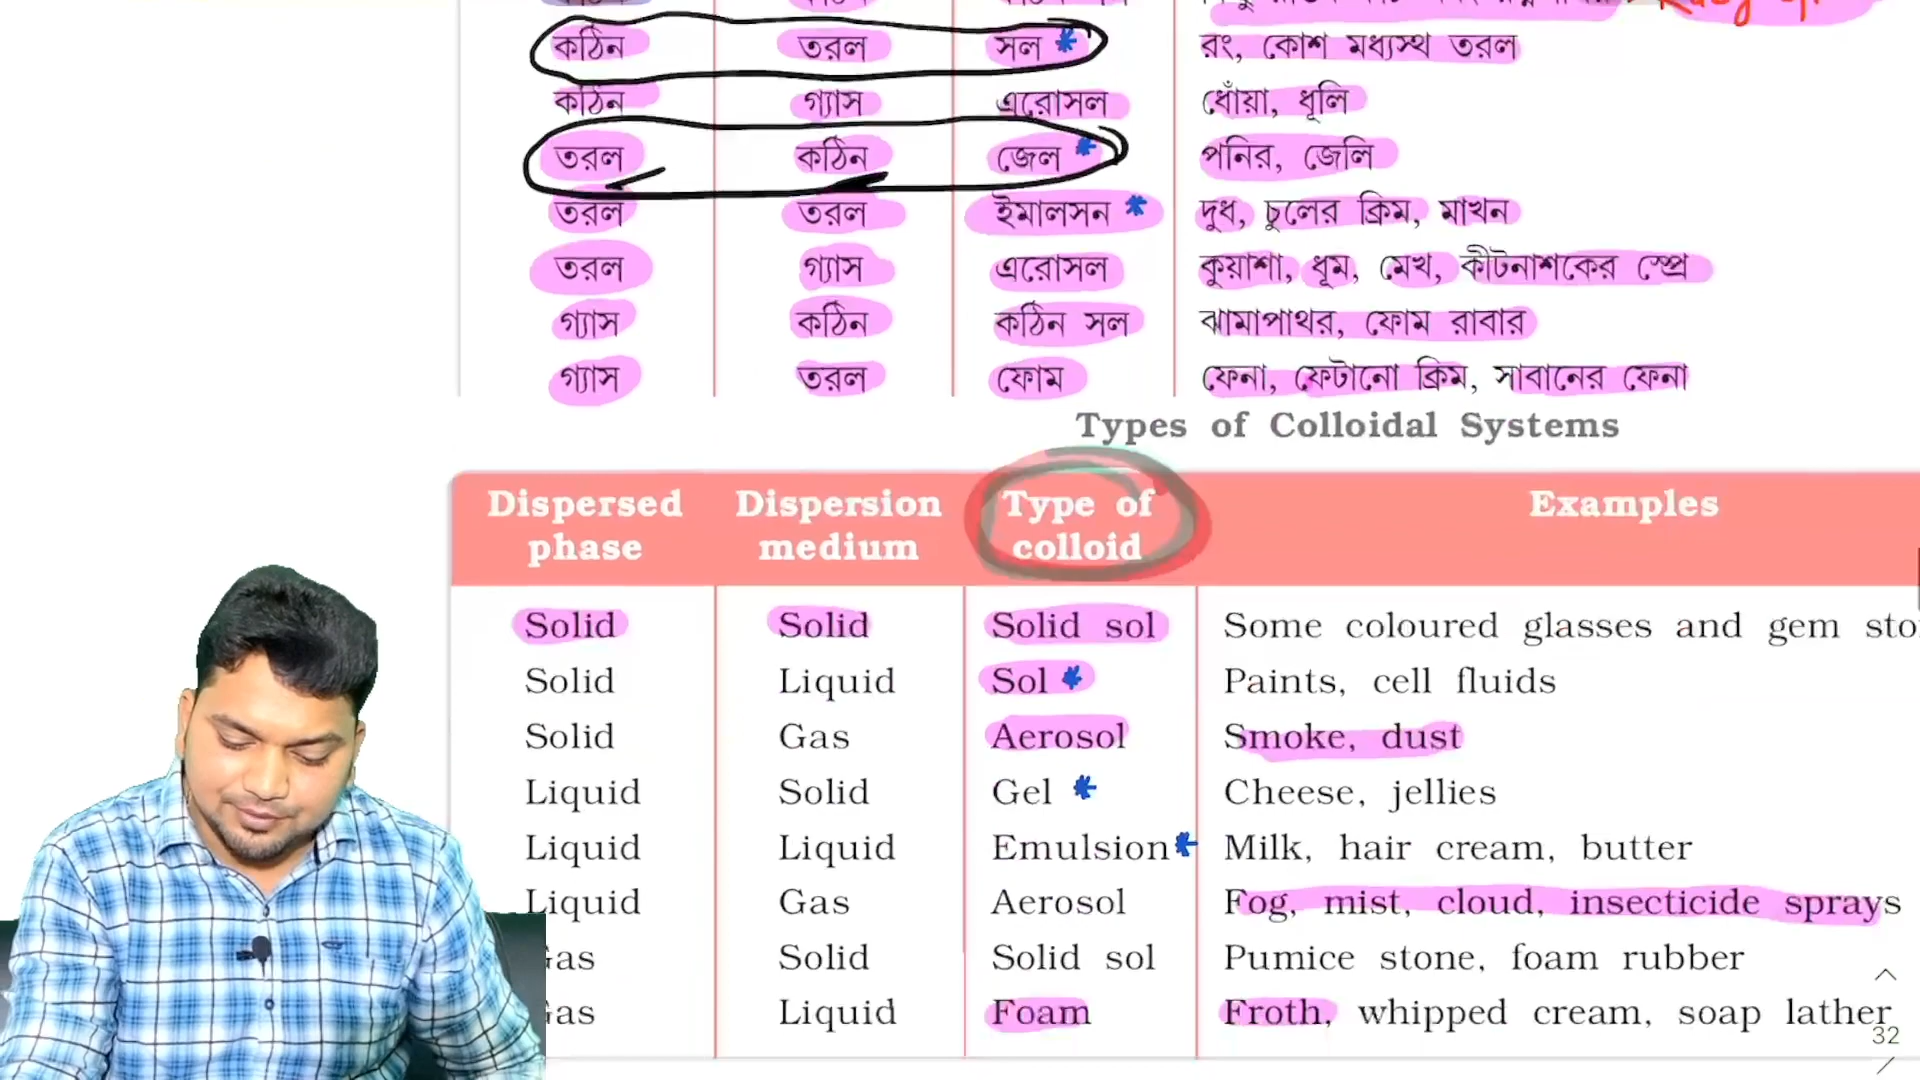 কঠিন তরল সল * রং, কোশ মধ্যস্থ তরল
কঠিন গ্যাস এরোসল ধোঁয়া, ধূলি
তরল কঠিন জেল * পনির, জেলি
তরল তরল ইমালসন * দুধ, চুলের ক্রিম, মাখন
তরল গ্যাস এরোসল কুয়াশা, ধূম, মেঘ, কীটনাশকের স্প্রে
গ্যাস কঠিন কঠিন সল ঝামাপাথর, ফোম রাবার
গ্যাস তরল ফোম ফেনা, ফেটানো ক্রিম, সাবানের ফেনা
Types of Colloidal Systems
Dispersed phase Dispersion medium Type of colloid Examples
Solid Solid Solid sol Some coloured glasses and gem
Solid Liquid Sol * Paints, cell fluids
Solid Gas Aerosol Smoke, dust
Liquid Solid Gel * Cheese, jellies
Liquid Liquid Emulsion * Milk, hair cream, butter
Liquid Gas Aerosol Fog, mist, cloud, insecticide sprays
Gas Solid Solid sol Pumice stone, foam rubber
Gas Liquid Foam Froth, whipped cream, soap lather
32